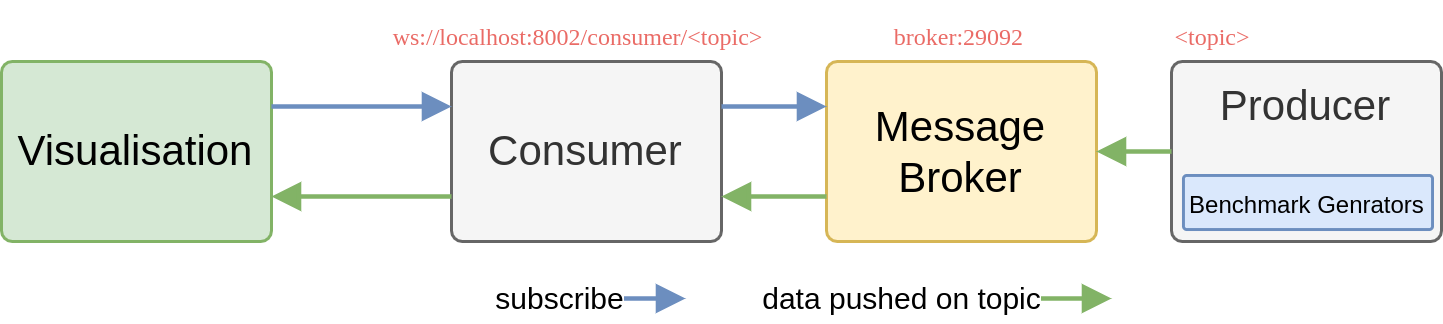 ws://localhost:8002/consumer/<topic>
broker:29092
<topic>
Visualisation
Consumer
Message
Broker
Producer
Benchmark Genrators
subscribe
data pushed on topic